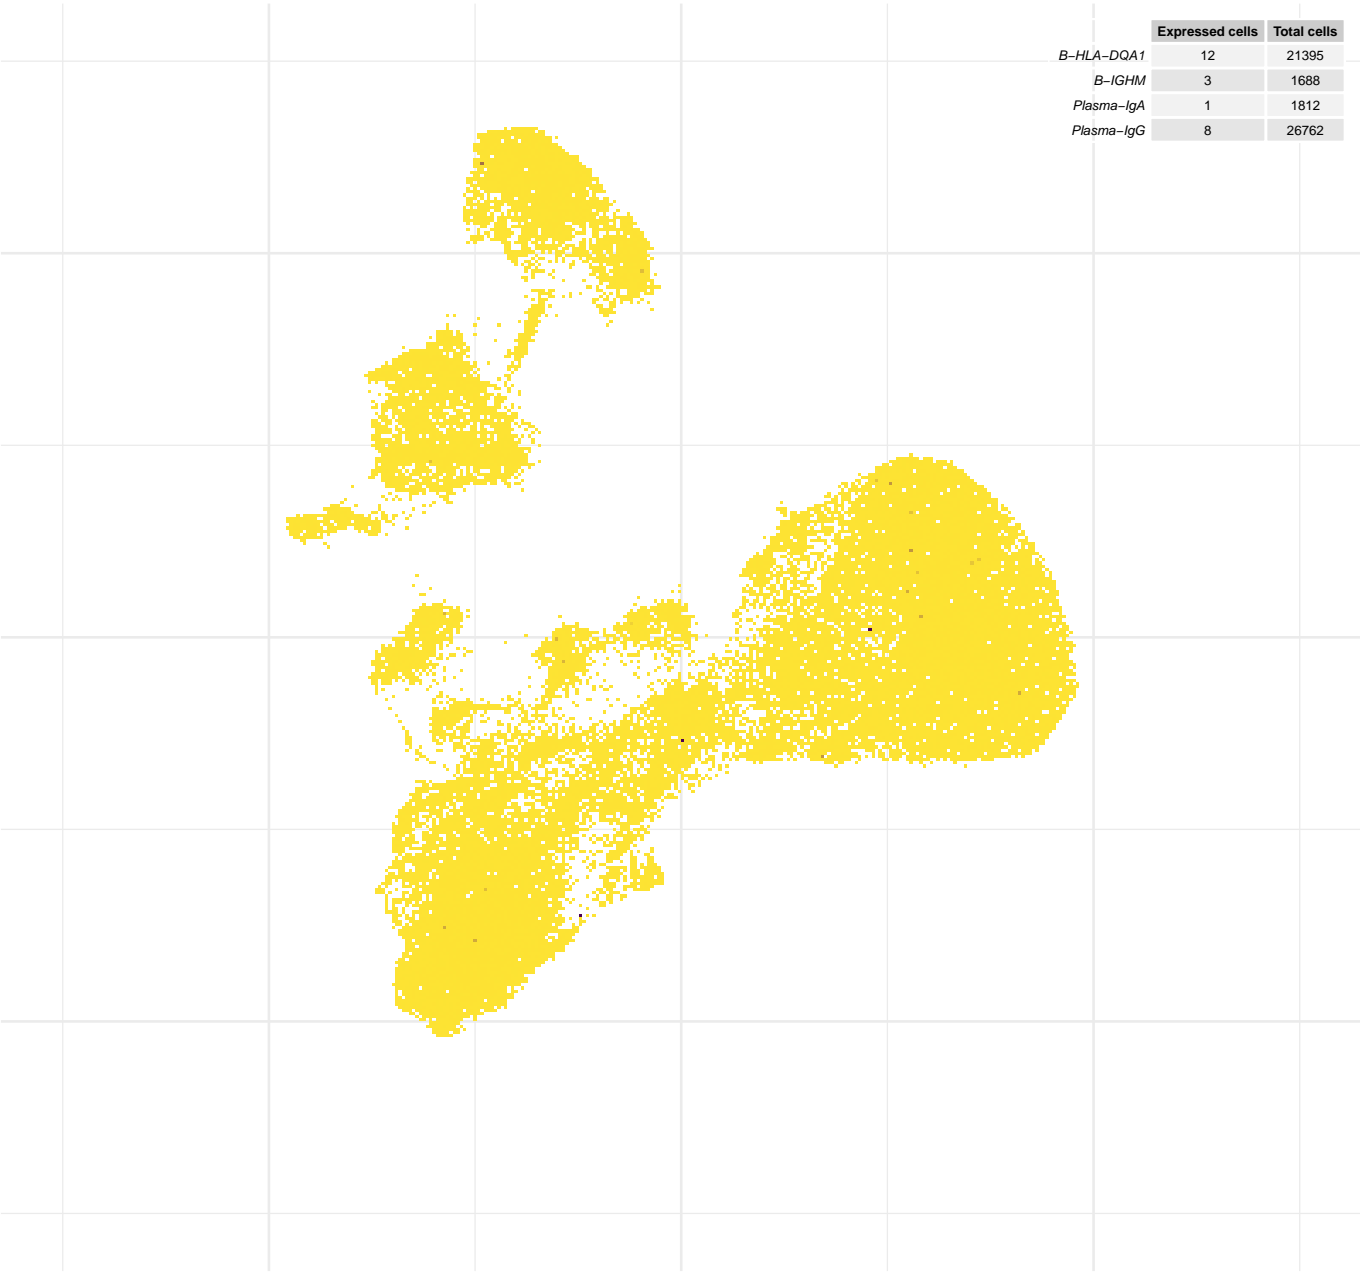 Expressed cells Total cells
B−HLA−DQA1 12 21395
B−IGHM 3 1688
Plasma−IgA 1 1812
Plasma−IgG 8 26762